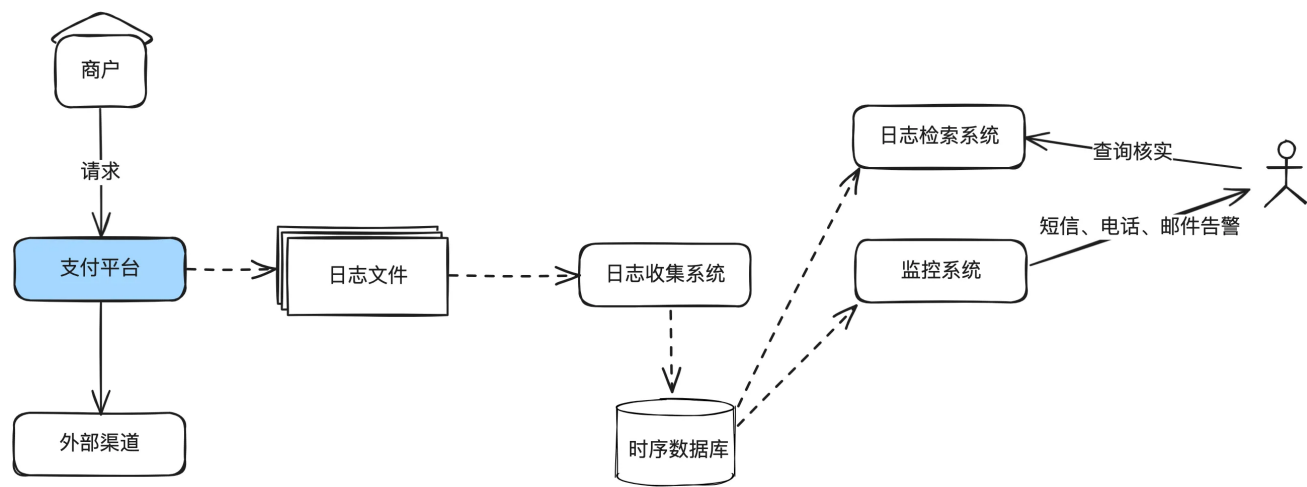 商户
请求
支付平台
外部渠道
日志文件
日志收集系统
时序数据库
日志检索系统
查询核实
监控系统
短信、电话、邮件告警